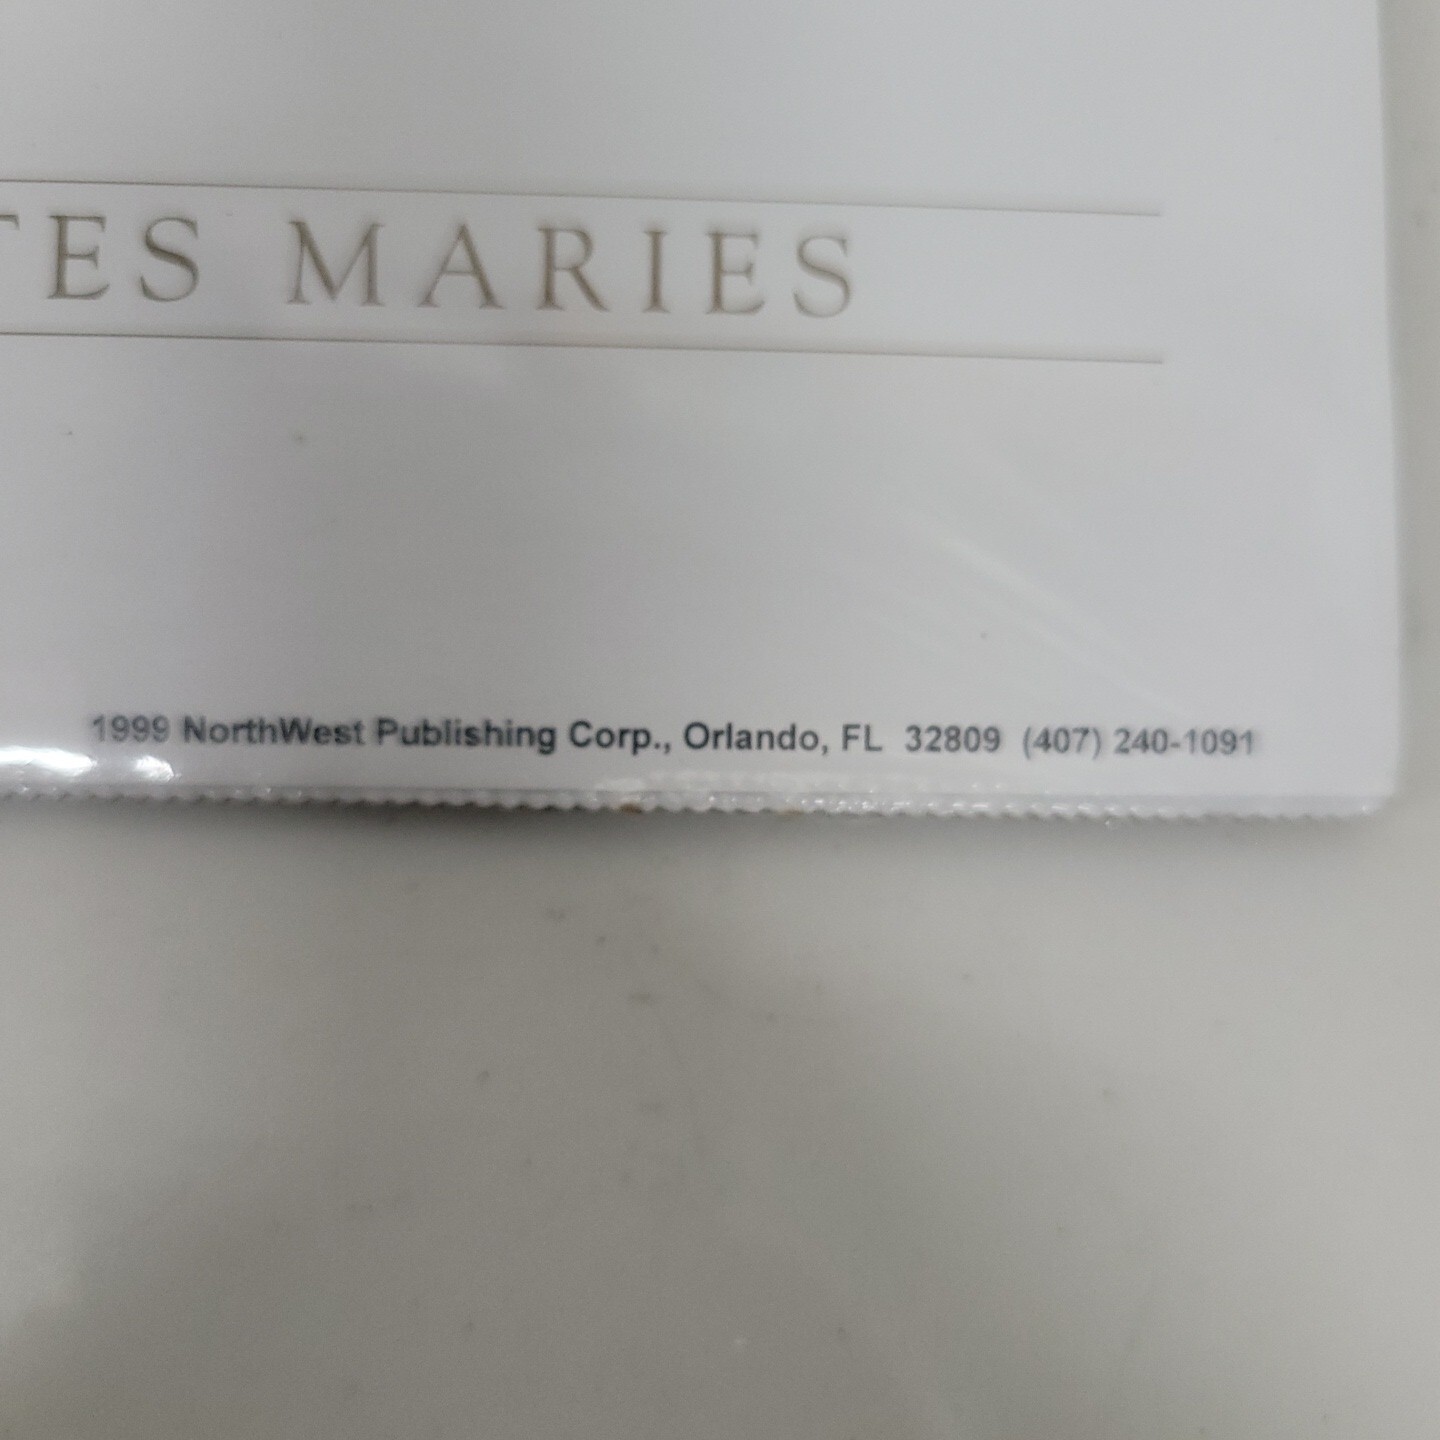 TES MARIES
1999 NorthWest Publishing Corp., Orlando, FL 32809 (407) 240-1091